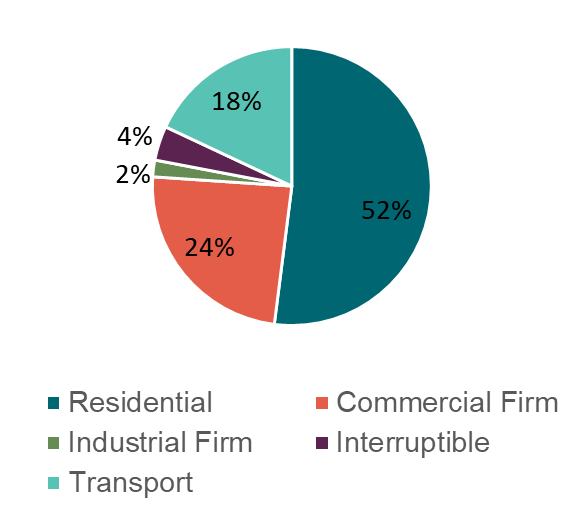 18%
4%
2%
52%
24%
Residential
Commercial Firm
Industrial Firm
Interruptible
Transport